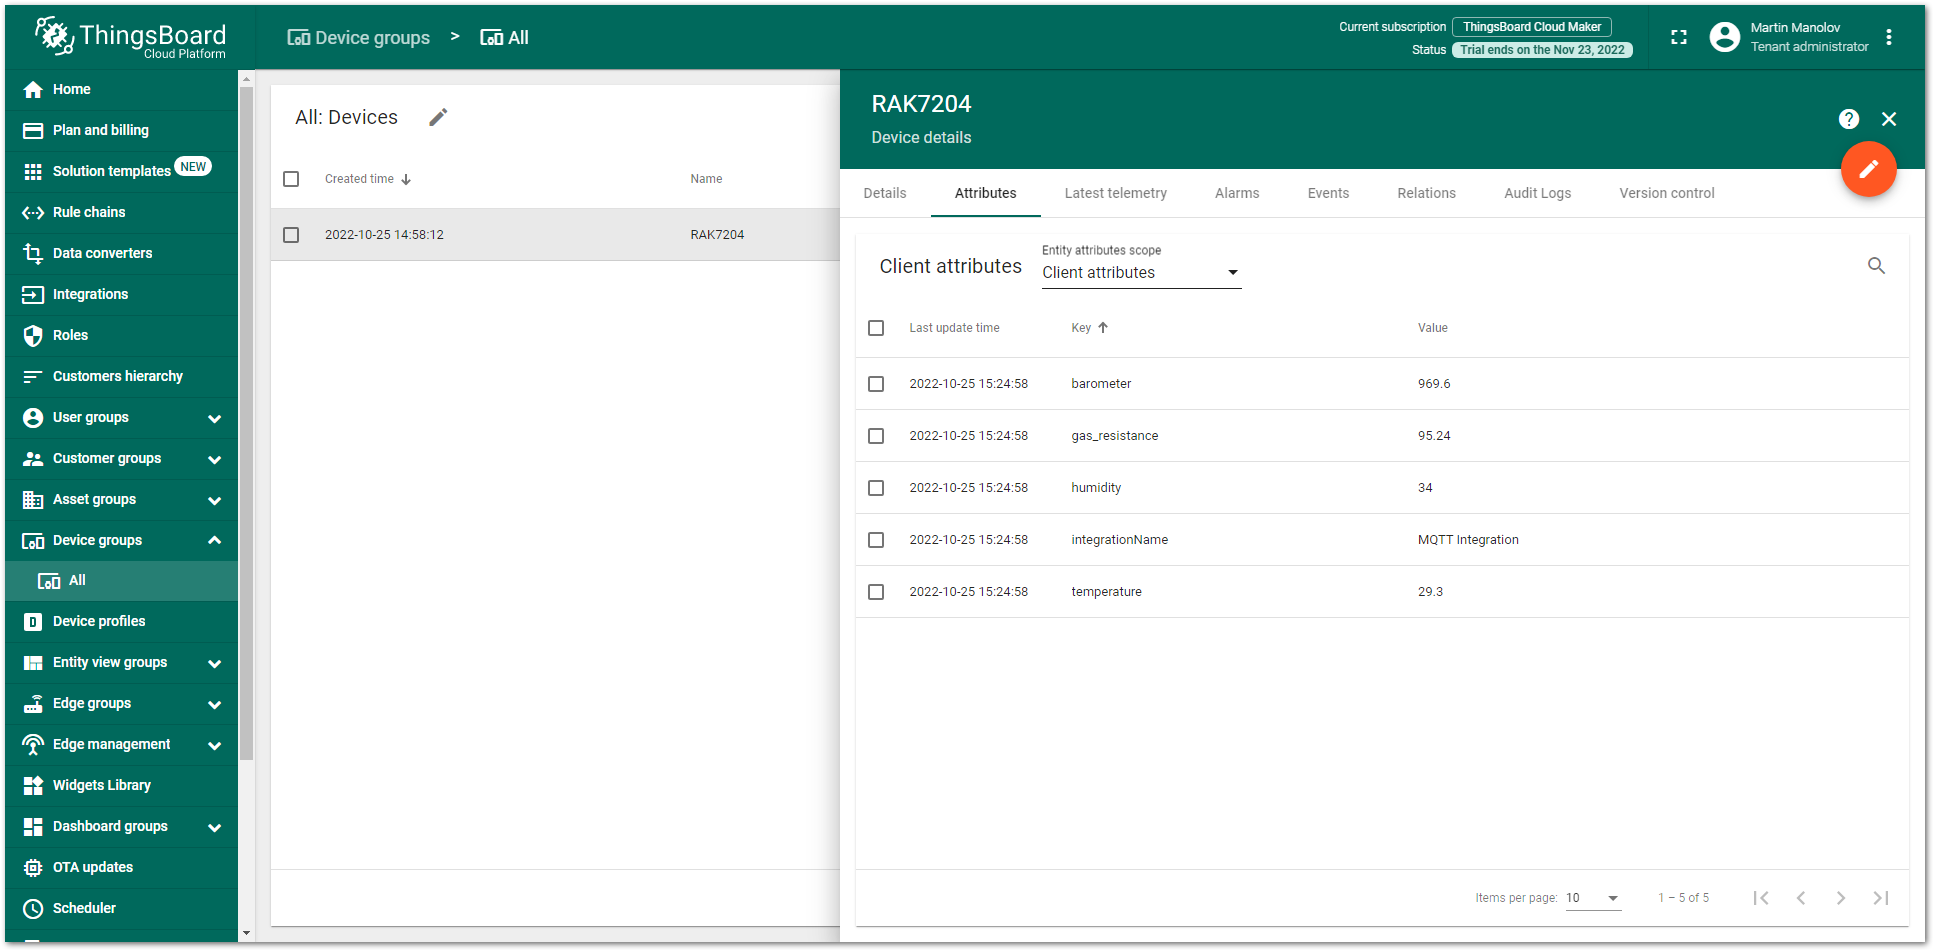 ThingsBoard
Cloud Platform
Device groups > All
Current subscription ThingsBoard Cloud Maker
Status Trial ends on the Nov 23, 2022
Martin Manolov
Tenant administrator
Home
Plan and billing
Solution templates NEW
Rule chains
Data converters
Integrations
Roles
Customers hierarchy
User groups
Customer groups
Asset groups
Device groups
All
Device profiles
Entity view groups
Edge groups
Edge management
Widgets Library
Dashboard groups
OTA updates
Scheduler
All: Devices
Created time Name
2022-10-25 14:58:12 RAK7204
RAK7204
Device details
Details Attributes Latest telemetry Alarms Events Relations Audit Logs Version control
Client attributes
Entity attributes scope
Client attributes
Last update time Key Value
2022-10-25 15:24:58 barometer 969.6
2022-10-25 15:24:58 gas_resistance 95.24
2022-10-25 15:24:58 humidity 34
2022-10-25 15:24:58 integrationName MQTT Integration
2022-10-25 15:24:58 temperature 29.3
Items per page: 10 1 – 5 of 5